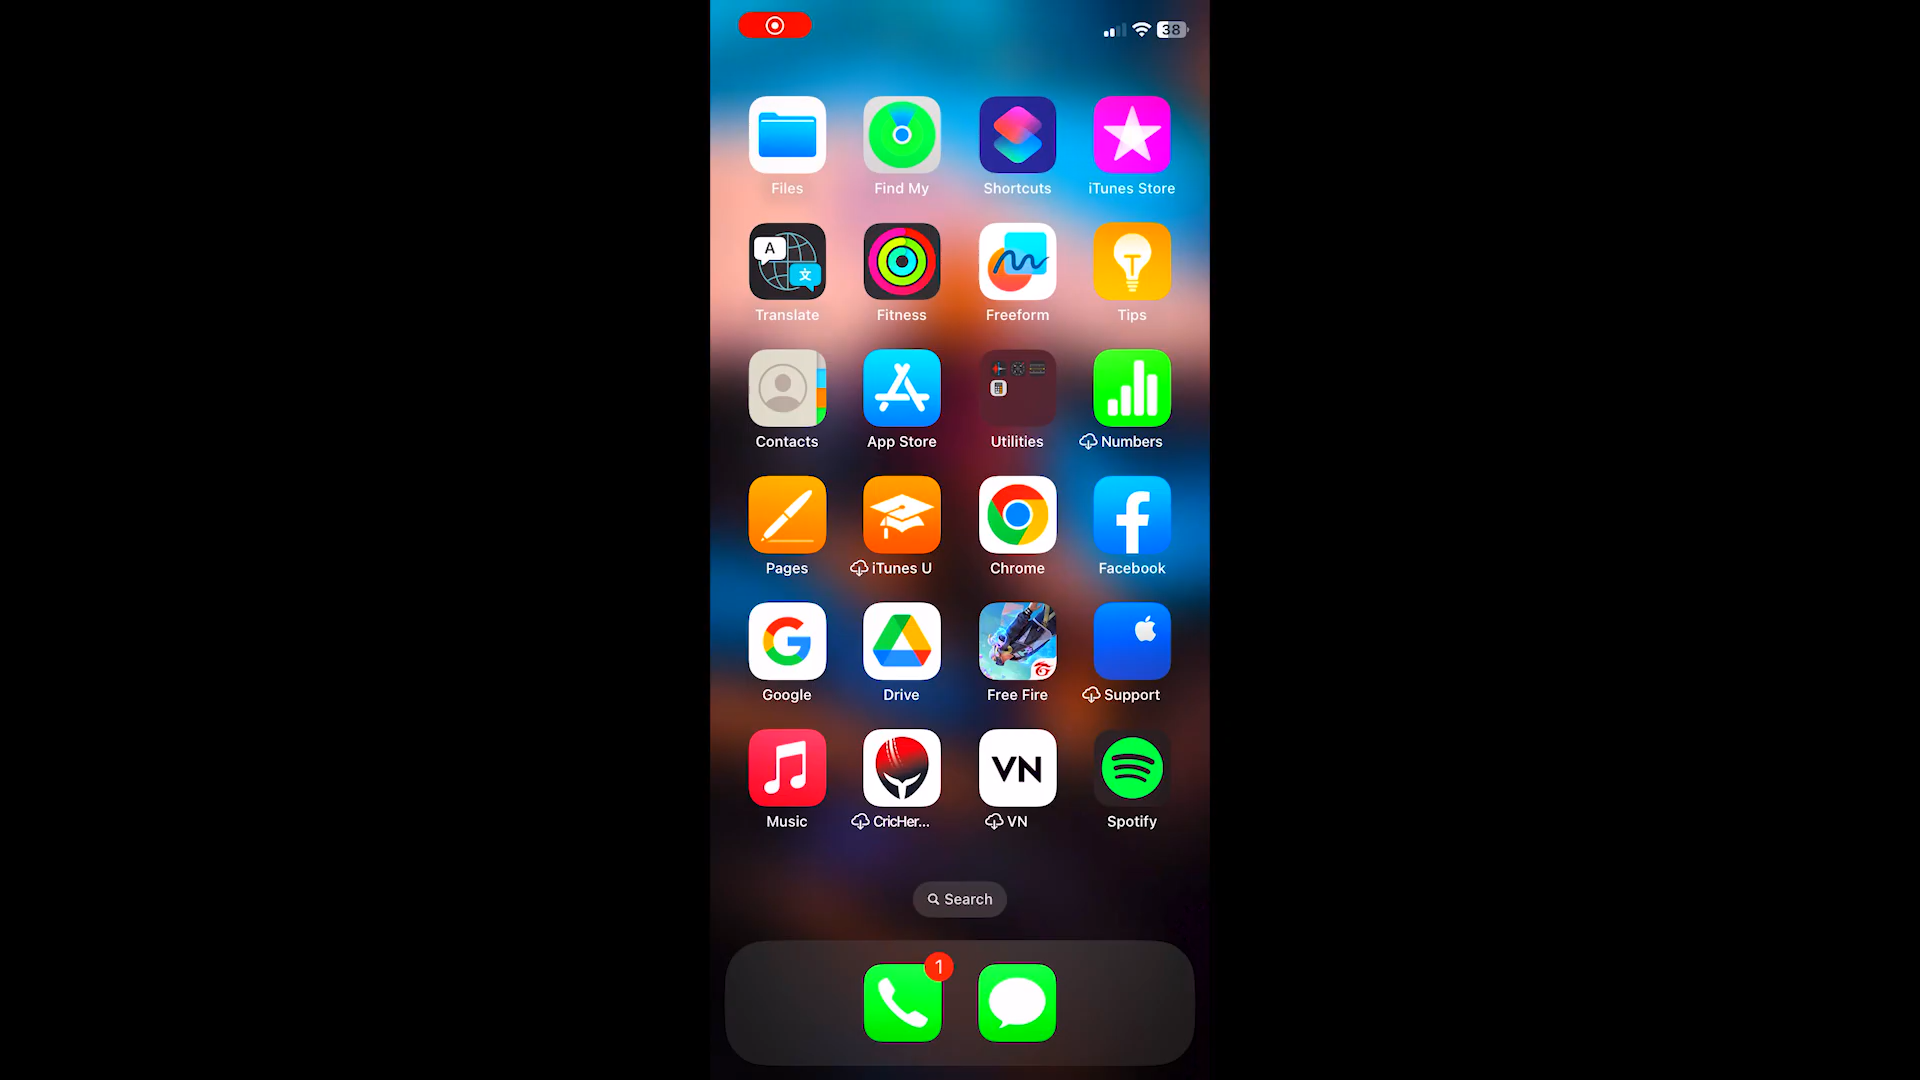 38
Files Find My Shortcuts iTunes Store
A 文
Translate Fitness Freeform Tips
Contacts App Store Utilities Numbers
Pages iTunes U Chrome Facebook
Google Drive Free Fire Support
VN
Music CricHer... VN Spotify
Search
1